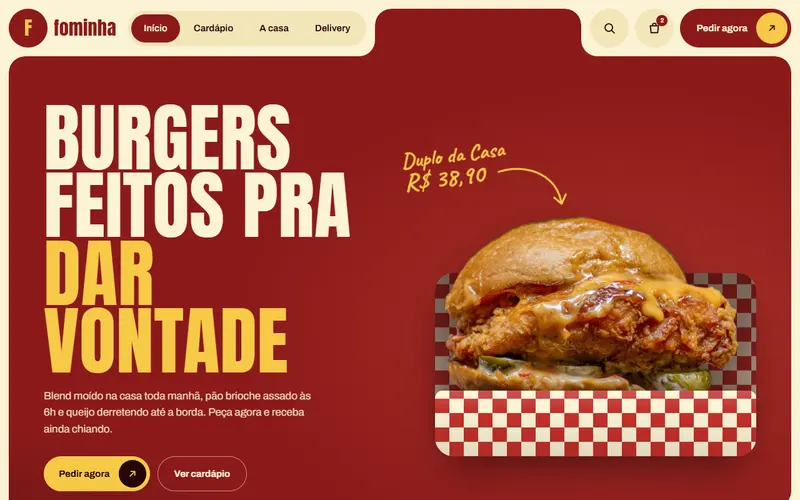 F fominha
Início Cardápio A casa Delivery
2
Pedir agora
BURGERS
FEITOS PRA
DAR
VONTADE
Duplo da Casa
R$ 38,90
Blend moído na casa toda manhã, pão brioche assado às
6h e queijo derretendo até a borda. Peça agora e receba
ainda chiando.
Pedir agora
Ver cardápio